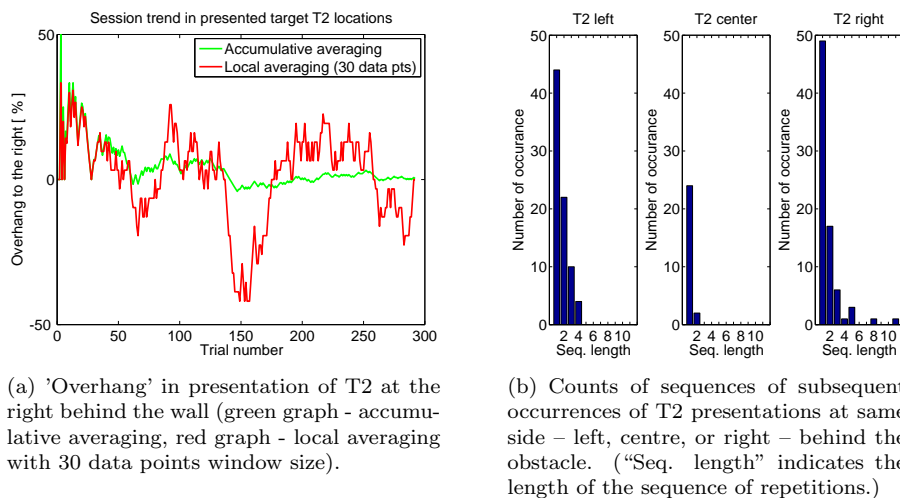 Session trend in presented target T2 locations
Accumulative averaging
Local averaging (30 data pts)
Overhang to the right [ % ]
50
0
-50
0 50 100 150 200 250 300
Trial number
T2 left
Number of occurance
50
40
30
20
10
0
2 4 6 8 10
Seq. length
T2 center
Number of occurance
50
40
30
20
10
0
2 4 6 8 10
Seq. length
T2 right
Number of occurance
50
40
30
20
10
0
2 4 6 8 10
Seq. length
(a) 'Overhang' in presentation of T2 at the
right behind the wall (green graph - accumu-
lative averaging, red graph - local averaging
with 30 data points window size).
(b) Counts of sequences of subsequent
occurrences of T2 presentations at same
side – left, centre, or right – behind the
obstacle. (“Seq. length” indicates the
length of the sequence of repetitions.)